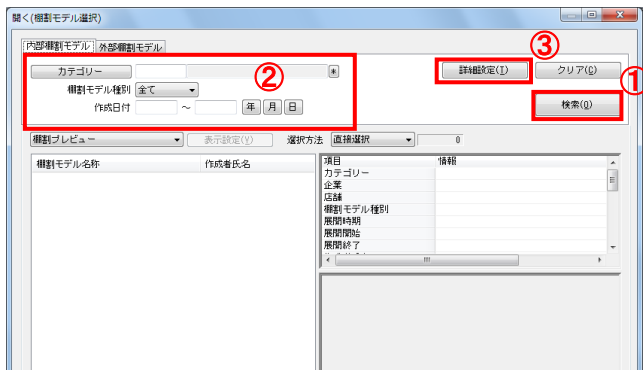 開く(棚割モデル選択)
内部棚割モデル 外部棚割モデル
③
カテゴリー * 詳細設定(I) クリア(C)
② ①
棚割モデル種別 全て
検索(Q)
作成日付 ～ 年 月 日
棚割プレビュー 表示設定(V) 選択方法 直接選択 0
棚割モデル名称 作成者氏名 項目 情報
カテゴリー
企業
店舗
棚割モデル種別
展開時期
展開開始
展開終了